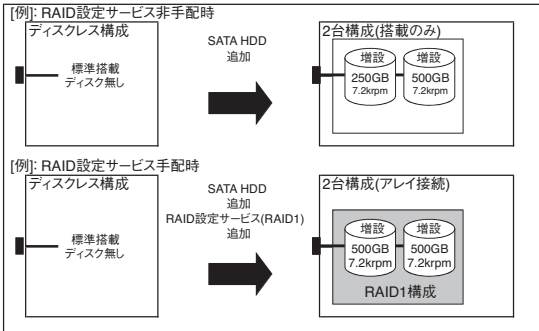 [例]: RAID設定サービス非手配時
ディスクレス構成
標準搭載
ディスク無し
SATA HDD
追加
2台構成(搭載のみ)
増設
250GB
7.2krpm
増設
500GB
7.2krpm
[例]: RAID設定サービス手配時
ディスクレス構成
標準搭載
ディスク無し
SATA HDD
追加
RAID設定サービス(RAID1)
追加
2台構成(アレイ接続)
増設
500GB
7.2krpm
増設
500GB
7.2krpm
RAID1構成